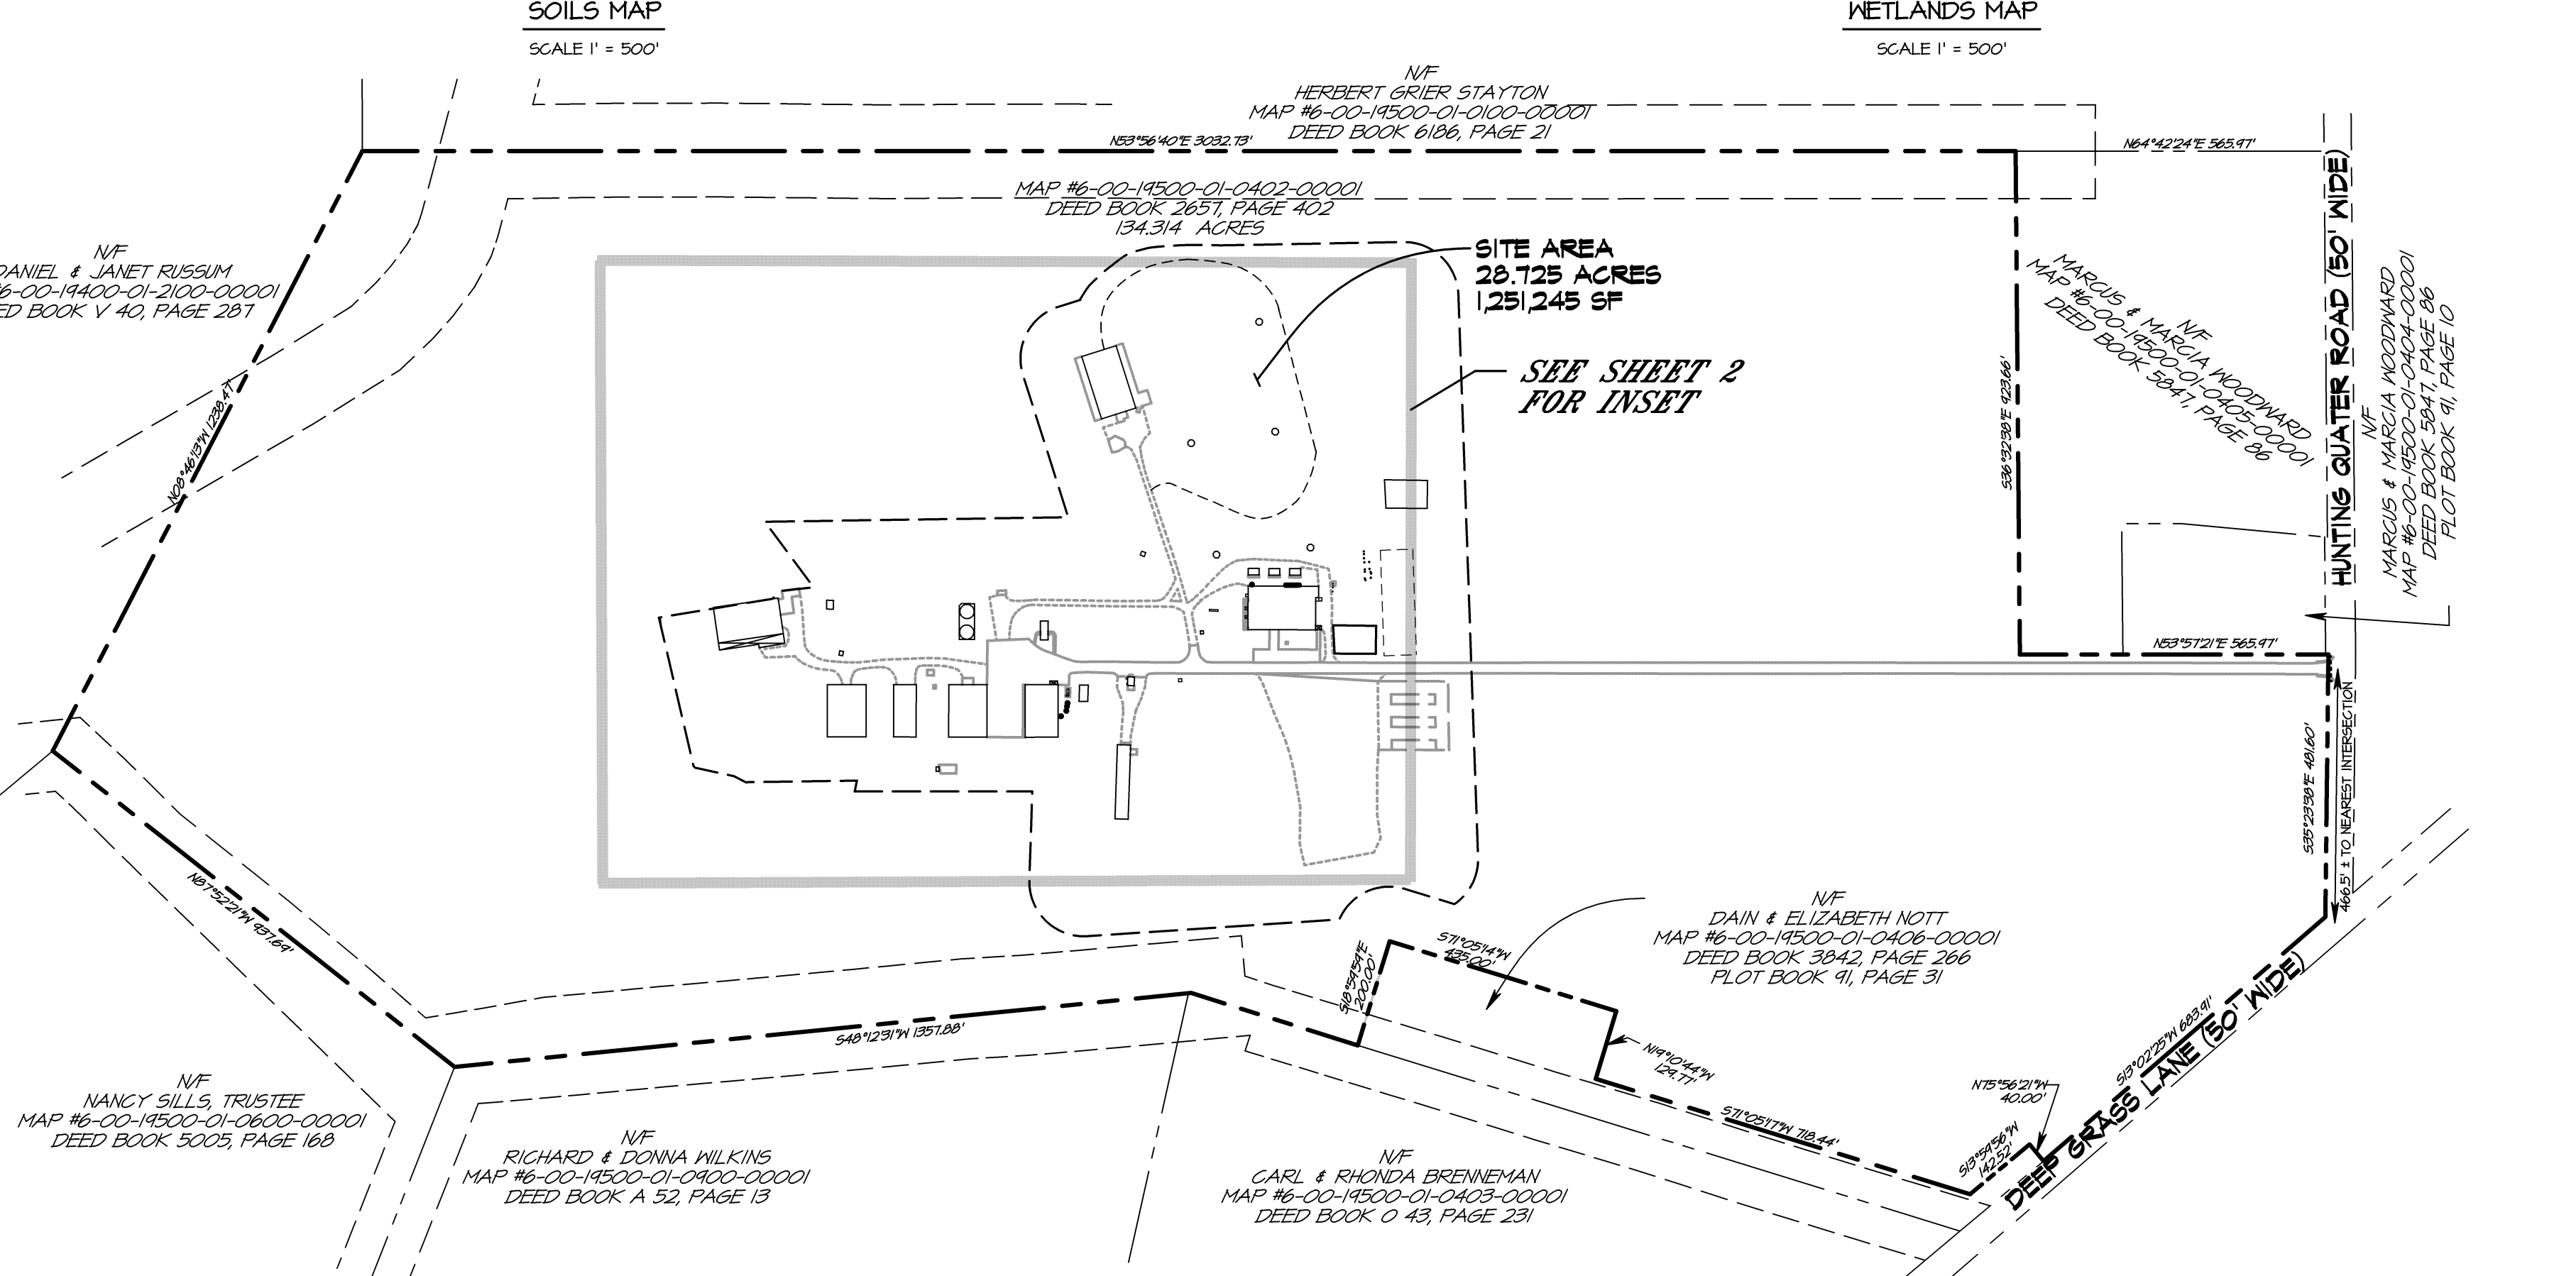 SOILS MAP
SCALE 1' = 500'
WETLANDS MAP
SCALE 1' = 500'
N/F
HERBERT GRIER STAYTON
MAP #6-00-19500-01-0100-00001
DEED BOOK 6186, PAGE 21
N53°56'40"E 3032.73'
N64°42'24"E 565.97'
MAP #6-00-19500-01-0402-00001
DEED BOOK 2657, PAGE 402
134.314 ACRES
N/F
DANIEL & JANET RUSSUM
#6-00-19400-01-2100-00001
ED BOOK V 40, PAGE 287
SITE AREA
28.725 ACRES
1,251,245 SF
SEE SHEET 2
FOR INSET
N08°46'13"W 1238.47'
S36°32'38"E 923.66'
N/F
MARCUS & MARCIA WOODWARD
MAP #6-00-19500-01-0405-00001
DEED BOOK 5847, PAGE 86
HUNTING QUATER ROAD (50' WIDE)
N/F
MARCUS & MARCIA WOODWARD
MAP #6-00-19500-01-0404-00001
DEED BOOK 5847, PAGE 86
PLOT BOOK 91, PAGE 10
N53°57'21"E 565.97'
S35°23'38"E 481.60'
466.5' ± TO NEAREST INTERSECTION
N87°52'21"W 937.69'
S48°12'31"W 1357.88'
S18°59'59"E
200.00'
S71°05'14"W
435.00'
N/F
DAIN & ELIZABETH NOTT
MAP #6-00-19500-01-0406-00001
DEED BOOK 3842, PAGE 266
PLOT BOOK 91, PAGE 31
N19°10'44"W
129.77'
S71°05'17"W 718.44'
S13°59'56"W
142.52'
N75°56'21"W
40.00'
S13°02'25"W 683.91'
DEEP GRASS LANE (50' WIDE)
N/F
NANCY SILLS, TRUSTEE
MAP #6-00-19500-01-0600-00001
DEED BOOK 5005, PAGE 168
N/F
RICHARD & DONNA WILKINS
MAP #6-00-19500-01-0900-00001
DEED BOOK A 52, PAGE 13
N/F
CARL & RHONDA BRENNEMAN
MAP #6-00-19500-01-0403-00001
DEED BOOK O 43, PAGE 231